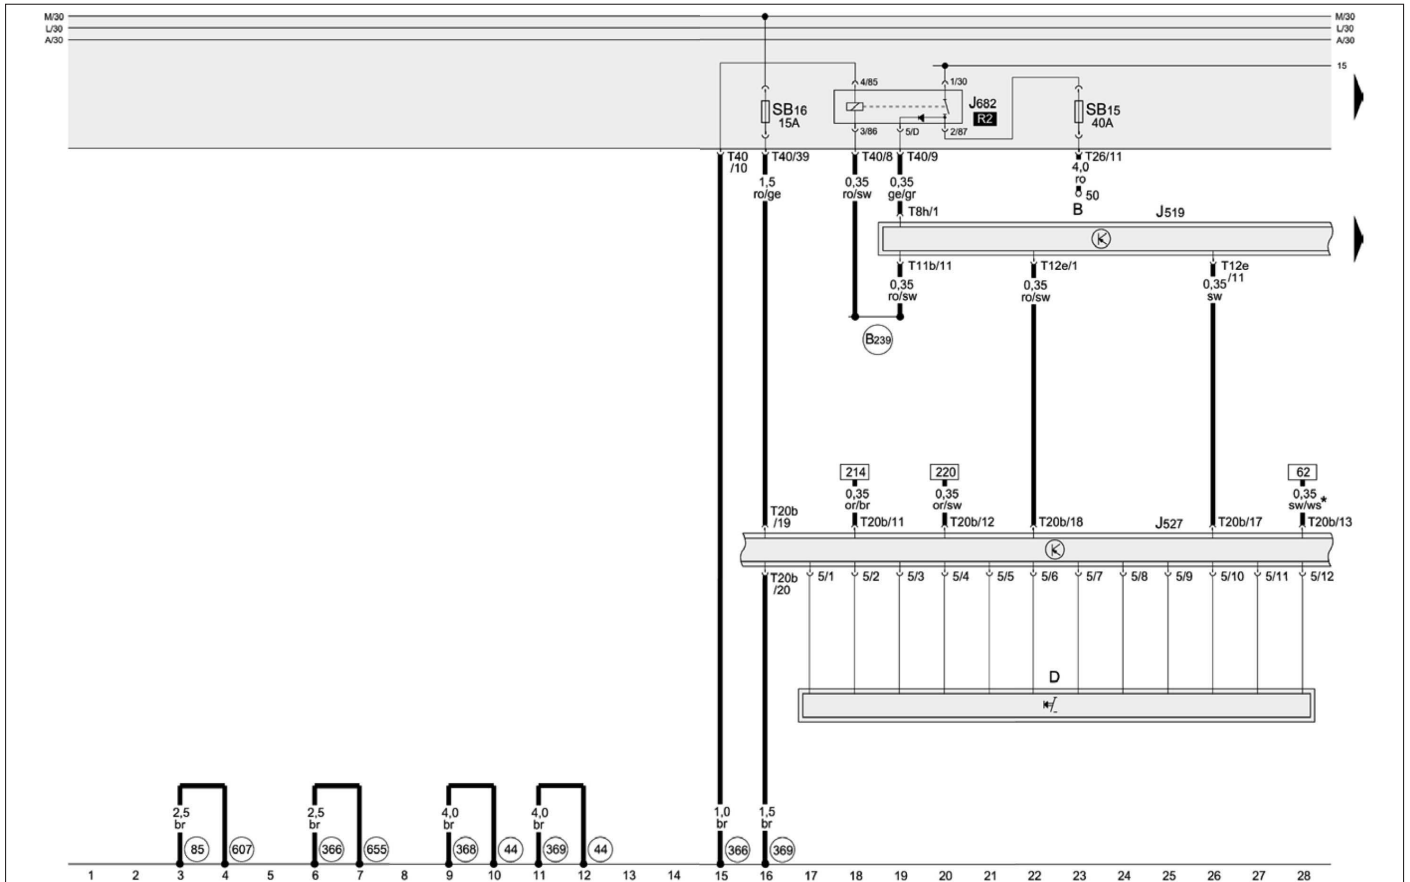 M/30 M/30
L/30 L/30
A/30 A/30
15
4/85 1/30
SB16 J682 SB15
15A R2 40A
3/86 5/D 2/87
T40 T40/39 T40/8 T40/9 T26/11
/10
4,0
1,5 0,35 0,35 ro
ro/ge ro/sw ge/gr 50
T8h/1 B J519
T11b/11 T12e/1 T12e
/11
0,35 0,35 0,35
ro/sw ro/sw sw
B239
214 220 62
0,35 0,35 0,35
or/br or/sw sw/ws*
T20b
/19 T20b/11 T20b/12 T20b/18 J527 T20b/17 T20b/13
T20b 5/1 5/2 5/3 5/4 5/5 5/6 5/7 5/8 5/9 5/10 5/11 5/12
/20
D
2,5 2,5 4,0 4,0 1,0 1,5
br br br br br br
85 607 366 655 368 44 369 44 366 369
1 2 3 4 5 6 7 8 9 10 11 12 13 14 15 16 17 18 19 20 21 22 23 24 25 26 27 28